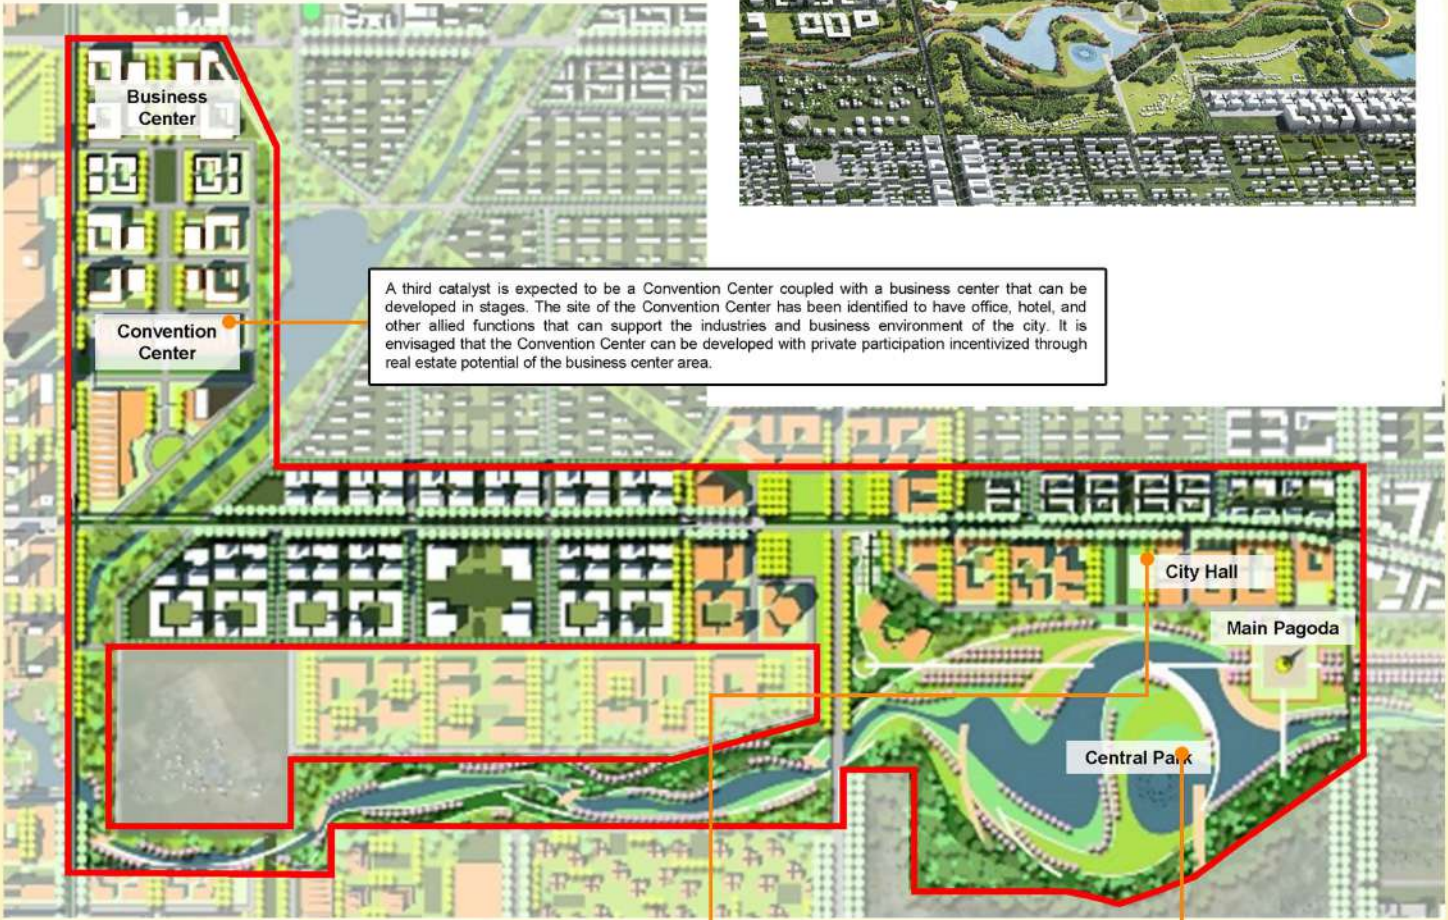 Business
Center
A third catalyst is expected to be a Convention Center coupled with a business center that can be
developed in stages. The site of the Convention Center has been identified to have office, hotel, and
other allied functions that can support the industries and business environment of the city. It is
envisaged that the Convention Center can be developed with private participation incentivized through
real estate potential of the business center area.
Convention
Center
City Hall
Main Pagoda
Central Park